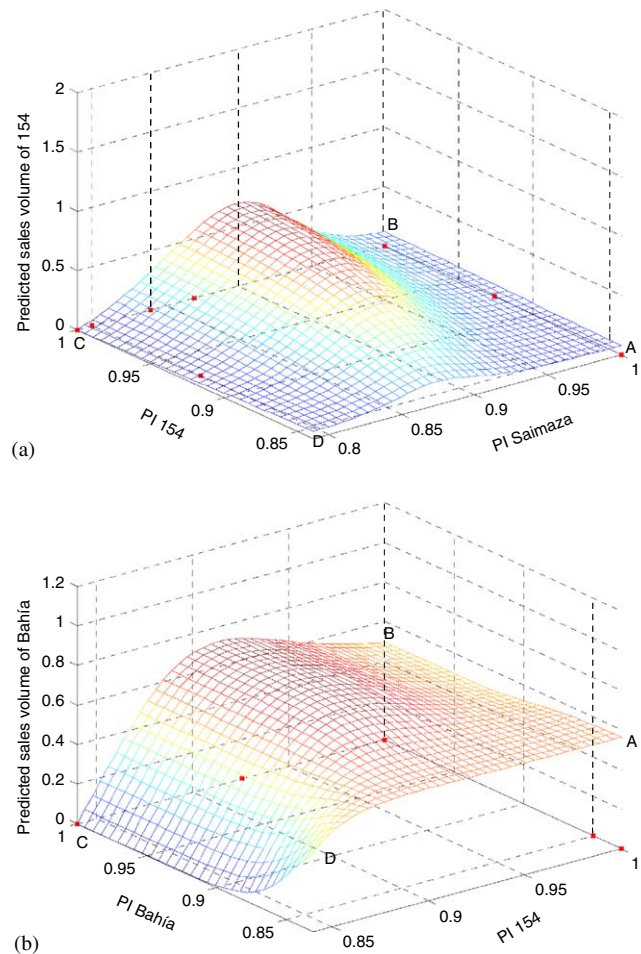 2
1.5
1
0.5
0
Predicted sales volume of 154
B
C
A
D
1
0.95
0.9
0.85
PI 154
0.8
0.85
0.9
0.95
1
PI Saimaza
(a)
1.2
1
0.8
0.6
0.4
0.2
0
Predicted sales volume of Bahía
B
A
C
D
1
0.95
0.9
0.85
PI Bahía
0.85
0.9
0.95
1
PI 154
(b)